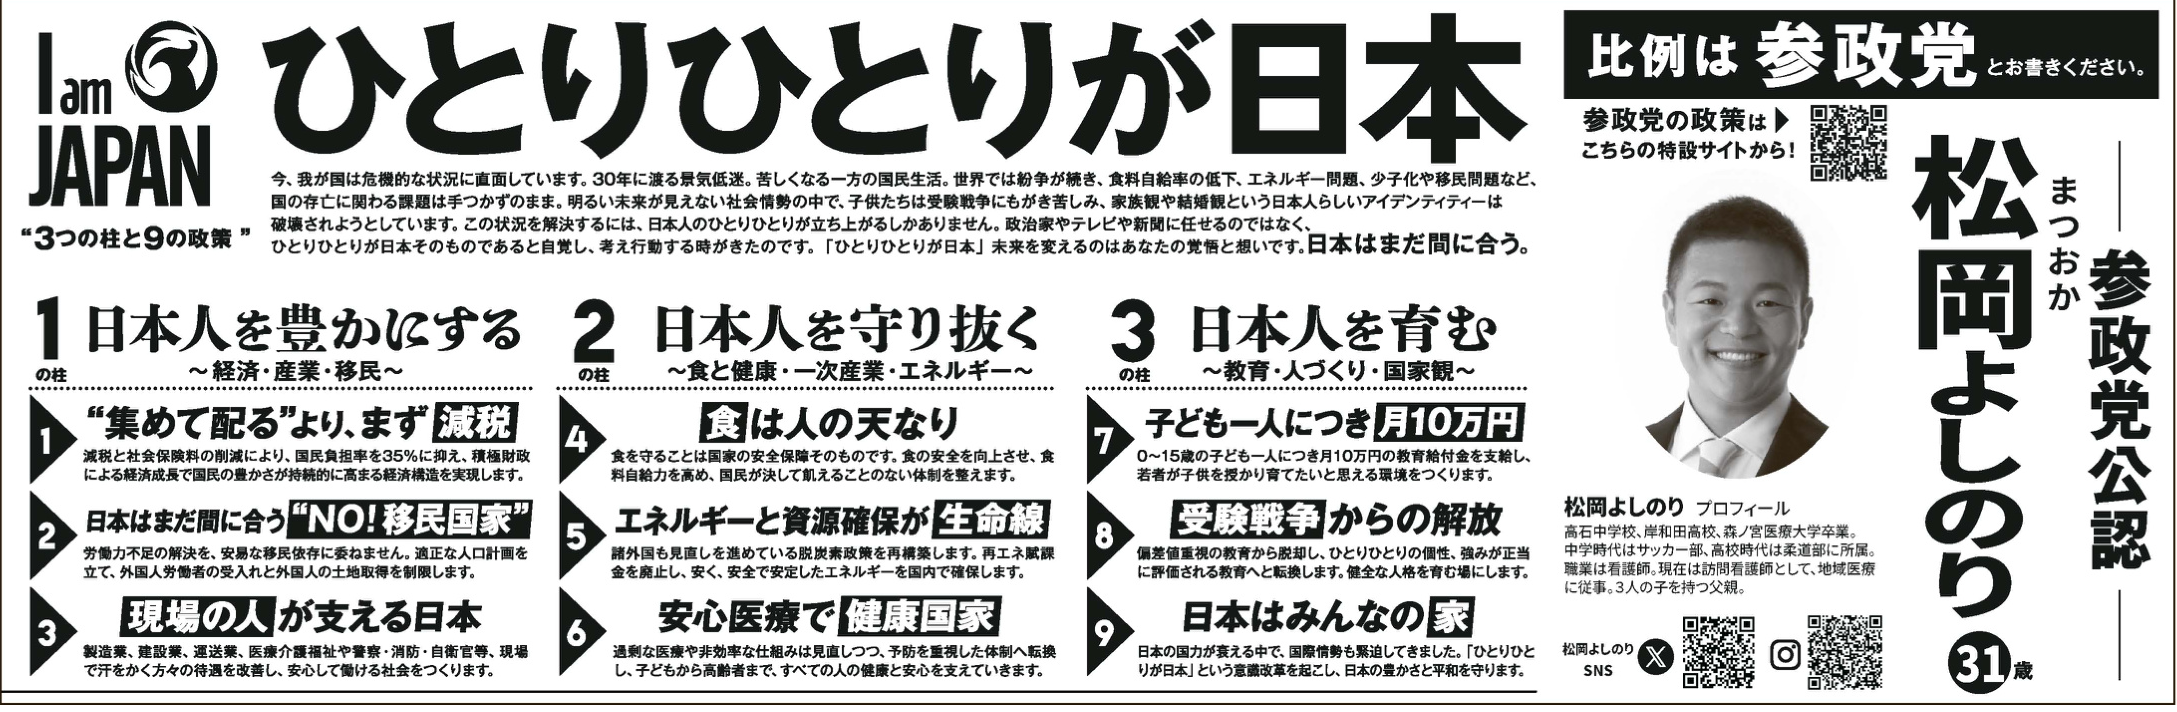 I am
JAPAN
“3つの柱と9の政策”
ひとりひとりが日本
今、我が国は危機的な状況に直面しています。30年に渡る景気低迷。苦しくなる一方の国民生活。世界では紛争が続き、食料自給率の低下、エネルギー問題、少子化や移民問題など、
国の存亡に関わる課題は手つかずのまま。明るい未来が見えない社会情勢の中で、子供たちは受験戦争にもがき苦しみ、家族観や結婚観という日本人らしいアイデンティティーは
破壊されようとしています。この状況を解決するには、日本人のひとりひとりが立ち上がるしかありません。政治家やテレビや新聞に任せるのではなく、
ひとりひとりが日本そのものであると自覚し、考え行動する時がきたのです。「ひとりひとりが日本」未来を変えるのはあなたの覚悟と想いです。日本はまだ間に合う。
1の柱
日本人を豊かにする
〜経済・産業・移民〜
1
“集めて配る”より、まず減税
減税と社会保険料の削減により、国民負担率を35%に抑え、積極財政
による経済成長で国民の豊かさが持続的に高まる経済構造を実現します。
2
日本はまだ間に合う“NO!移民国家”
労働力不足の解決を、安易な移民依存に委ねません。適正な人口計画を
立て、外国人労働者の受入れと外国人の土地取得を制限します。
3
現場の人が支える日本
製造業、建設業、運送業、医療介護福祉や警察・消防・自衛官等、現場
で汗をかく方々の待遇を改善し、安心して働ける社会をつくります。
2の柱
日本人を守り抜く
〜食と健康・一次産業・エネルギー〜
4
食は人の天なり
食を守ることは国家の安全保障そのものです。食の安全を向上させ、食
料自給力を高め、国民が決して飢えることのない体制を整えます。
5
エネルギーと資源確保が生命線
諸外国も見直しを進めている脱炭素政策を再構築します。再エネ賦課
金を廃止し、安く、安全で安定したエネルギーを国内で確保します。
6
安心医療で健康国家
過剰な医療や非効率な仕組みは見直しつつ、予防を重視した体制へ転換
し、子どもから高齢者まで、すべての人の健康と安心を支えていきます。
3の柱
日本人を育む
〜教育・人づくり・国家観〜
7
子ども一人につき月10万円
0〜15歳の子ども一人につき月10万円の教育給付金を支給し、
若者が子供を授かり育てたいと思える環境をつくります。
8
受験戦争からの解放
偏差値重視の教育から脱却し、ひとりひとりの個性、強みが正当
に評価される教育へと転換します。健全な人格を育む場にします。
9
日本はみんなの家
日本の国力が衰える中で、国際情勢も緊迫してきました。「ひとりひと
りが日本」という意識改革を起こし、日本の豊かさと平和を守ります。
比例は参政党とお書きください。
参政党の政策は▶
こちらの特設サイトから!
参政党公認
まつおか
松岡よしのり
31歳
松岡よしのり プロフィール
高石中学校、岸和田高校、森ノ宮医療大学卒業。
中学時代はサッカー部、高校時代は柔道部に所属。
職業は看護師。現在は訪問看護師として、地域医療
に従事。3人の子を持つ父親。
松岡よしのり
SNS
X